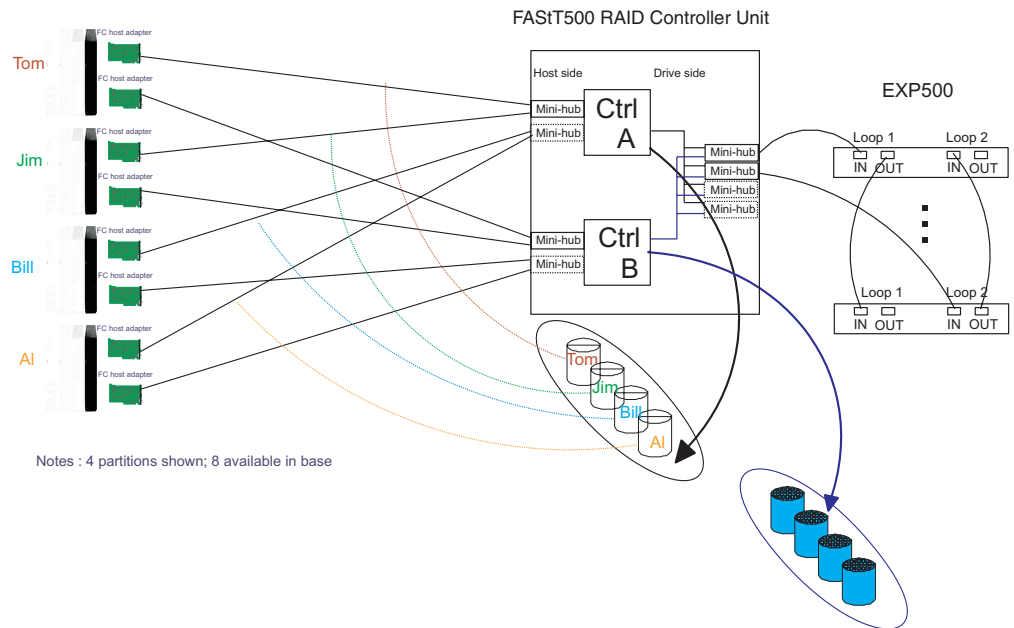 FAStT500 RAID Controller Unit
FC host adapter
Tom
FC host adapter
FC host adapter
Jim
FC host adapter
FC host adapter
Bill
FC host adapter
FC host adapter
Al
FC host adapter
Host side
Drive side
Mini-hub
Mini-hub
Ctrl
A
Mini-hub
Mini-hub
Mini-hub
Mini-hub
Mini-hub
Mini-hub
Ctrl
B
EXP500
Loop 1
Loop 2
IN
OUT
IN
OUT
Loop 1
Loop 2
IN
OUT
IN
OUT
Tom
Jim
Bill
Al
Notes : 4 partitions shown; 8 available in base